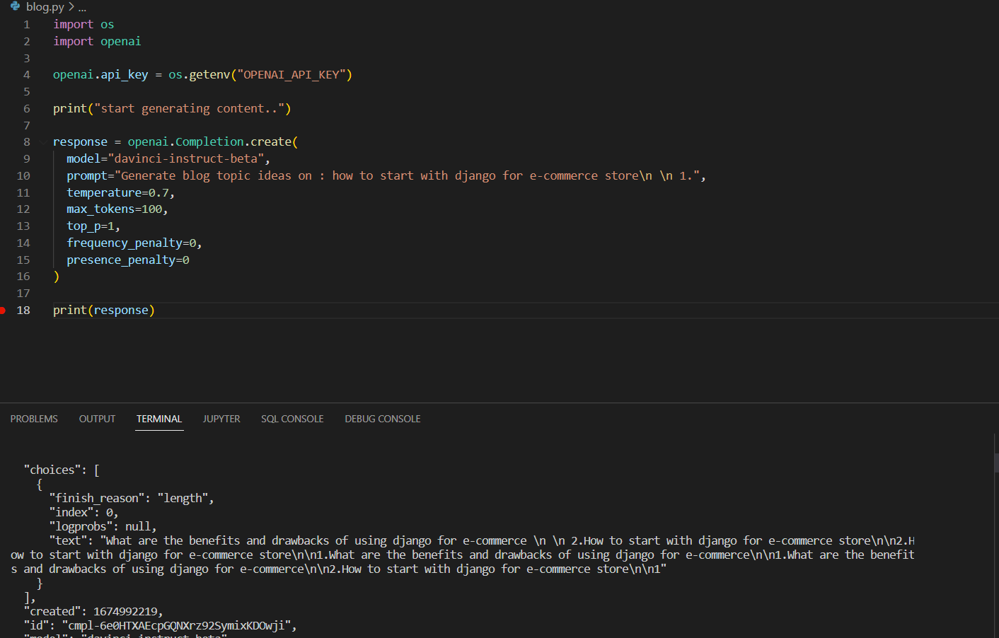 blog.py > ...
1 import os
2 import openai
3
4 openai.api_key = os.getenv("OPENAI_API_KEY")
5
6 print("start generating content..")
7
8 response = openai.Completion.create(
9 model="davinci-instruct-beta",
10 prompt="Generate blog topic ideas on : how to start with django for e-commerce store\n \n 1.",
11 temperature=0.7,
12 max_tokens=100,
13 top_p=1,
14 frequency_penalty=0,
15 presence_penalty=0
16 )
17
18 print(response)
PROBLEMS OUTPUT TERMINAL JUPYTER SQL CONSOLE DEBUG CONSOLE
"choices": [
{
"finish_reason": "length",
"index": 0,
"logprobs": null,
"text": "What are the benefits and drawbacks of using django for e-commerce \n \n 2.How to start with django for e-commerce store\n\n2.H
ow to start with django for e-commerce store\n\n1.What are the benefits and drawbacks of using django for e-commerce\n\n1.What are the benefit
s and drawbacks of using django for e-commerce\n\n2.How to start with django for e-commerce store\n\n1"
}
],
"created": 1674992219,
"id": "cmpl-6e0HTXAEcpGQNXrz92SymixKDOwji",
"model": "davinci-instruct-beta"